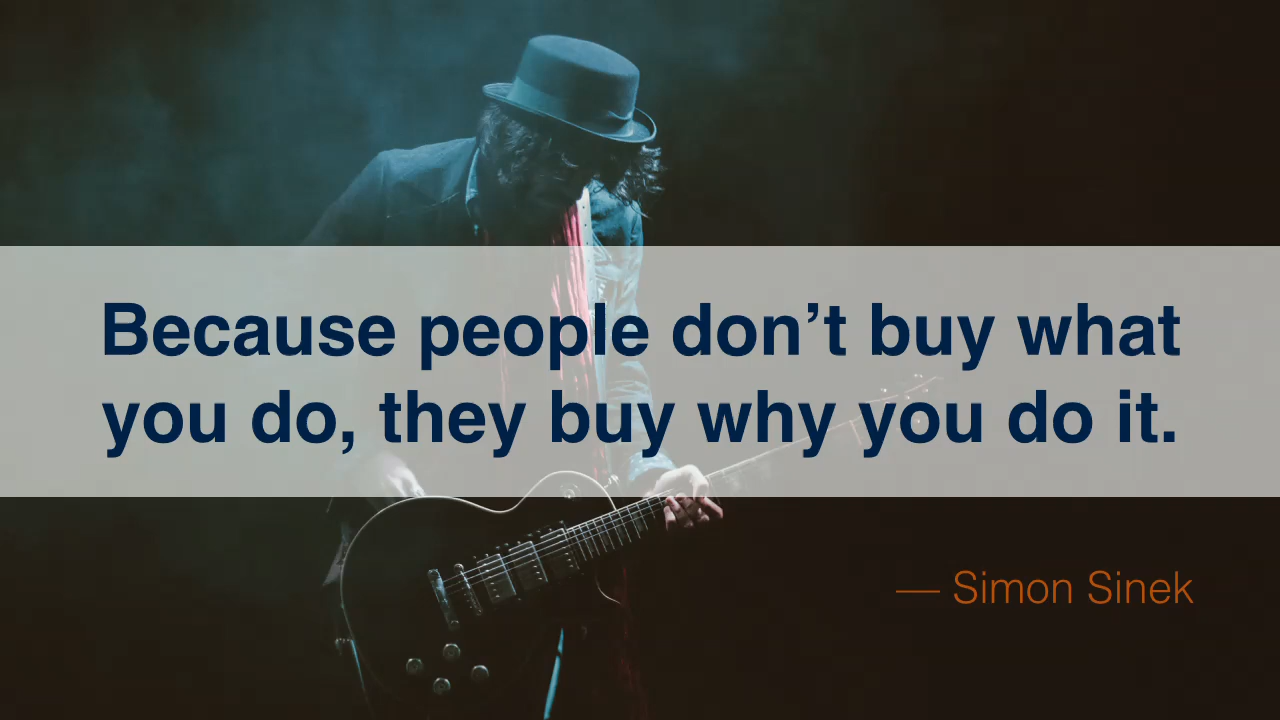 Because people don’t buy what
you do, they buy why you do it.
— Simon Sinek